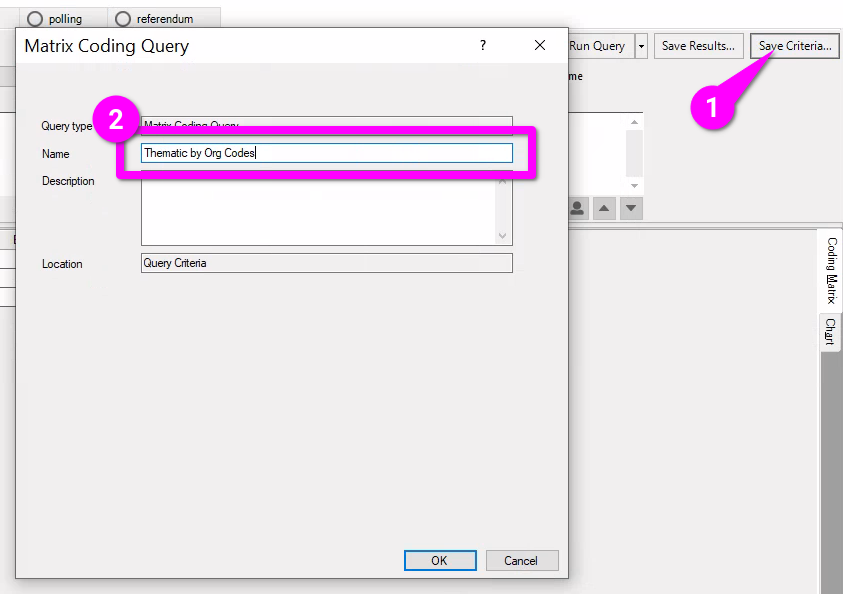 polling
referendum
Matrix Coding Query
?
Run Query
Save Results...
Save Criteria...
me
1
2
Query type
Matrix Coding Query
Name
Thematic by Org Codes
Description
Location
Query Criteria
Coding Matrix
Chart
OK
Cancel